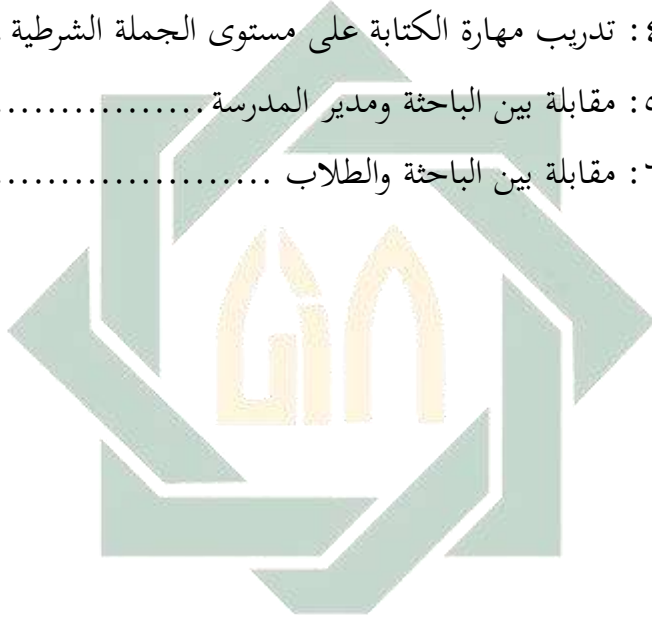 ٤: تدريب مهارة الكتابة على مستوى الجملة الشرطية .
٥: مقابلة بين الباحثة ومدير المدرسة.................
٦: مقابلة بين الباحثة والطلاب .....................